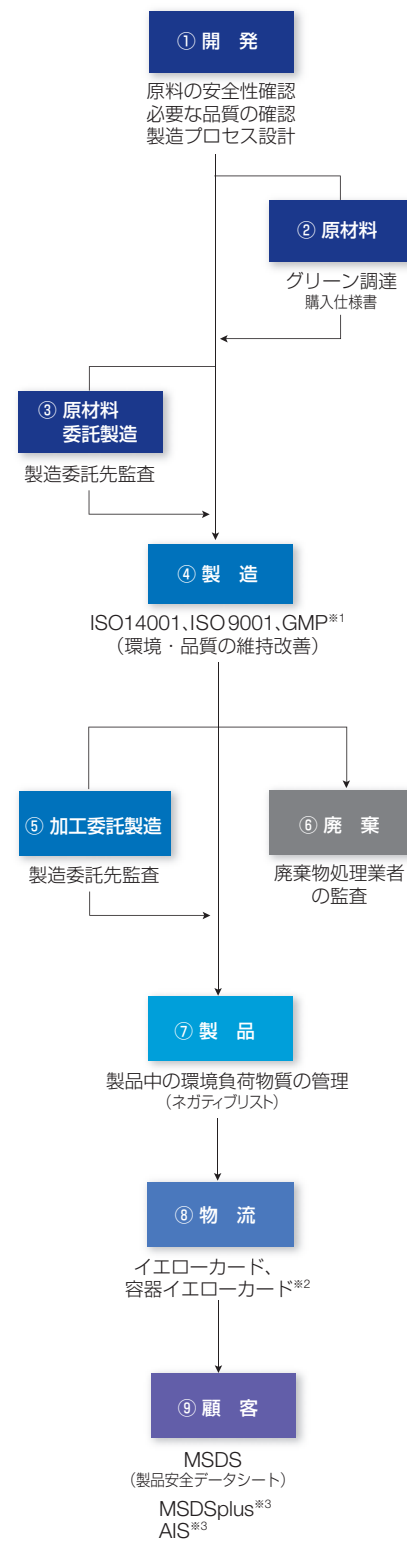 ① 開　発
原料の安全性確認
必要な品質の確認
製造プロセス設計
② 原材料
グリーン調達
購入仕様書
③ 原材料
委託製造
製造委託先監査
④ 製　造
ISO14001、ISO9001、GMP※1
（環境・品質の維持改善）
⑤ 加工委託製造
製造委託先監査
⑥ 廃　棄
廃棄物処理業者
の監査
⑦ 製　品
製品中の環境負荷物質の管理
（ネガティブリスト）
⑧ 物　流
イエローカード、
容器イエローカード※2
⑨ 顧　客
MSDS
（製品安全データシート）
MSDSplus※3
AIS※3